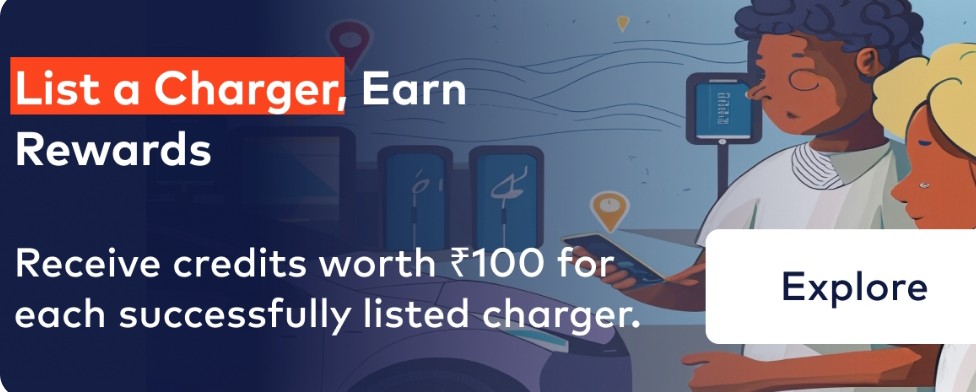 List a Charger, Earn
Rewards
Receive credits worth ₹100 for
each successfully listed charger.
Explore